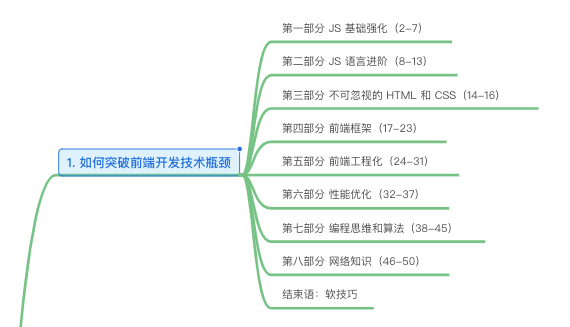 第一部分 JS 基础强化（2-7）
第二部分 JS 语言进阶（8-13）
第三部分 不可忽视的 HTML 和 CSS（14-16）
第四部分 前端框架（17-23）
1. 如何突破前端开发技术瓶颈
第五部分 前端工程化（24-31）
第六部分 性能优化（32-37）
第七部分 编程思维和算法（38-45）
第八部分 网络知识（46-50）
结束语：软技巧